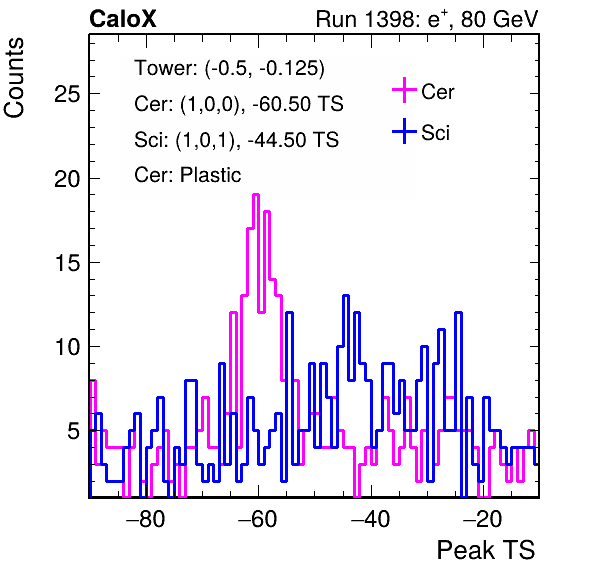 CaloX Run 1398: e⁺, 80 GeV
Counts
Tower: (-0.5, -0.125)
Cer: (1,0,0), -60.50 TS
Sci: (1,0,1), -44.50 TS
Cer: Plastic
Cer
Sci
25
20
15
10
5
−80 −60 −40 −20
Peak TS